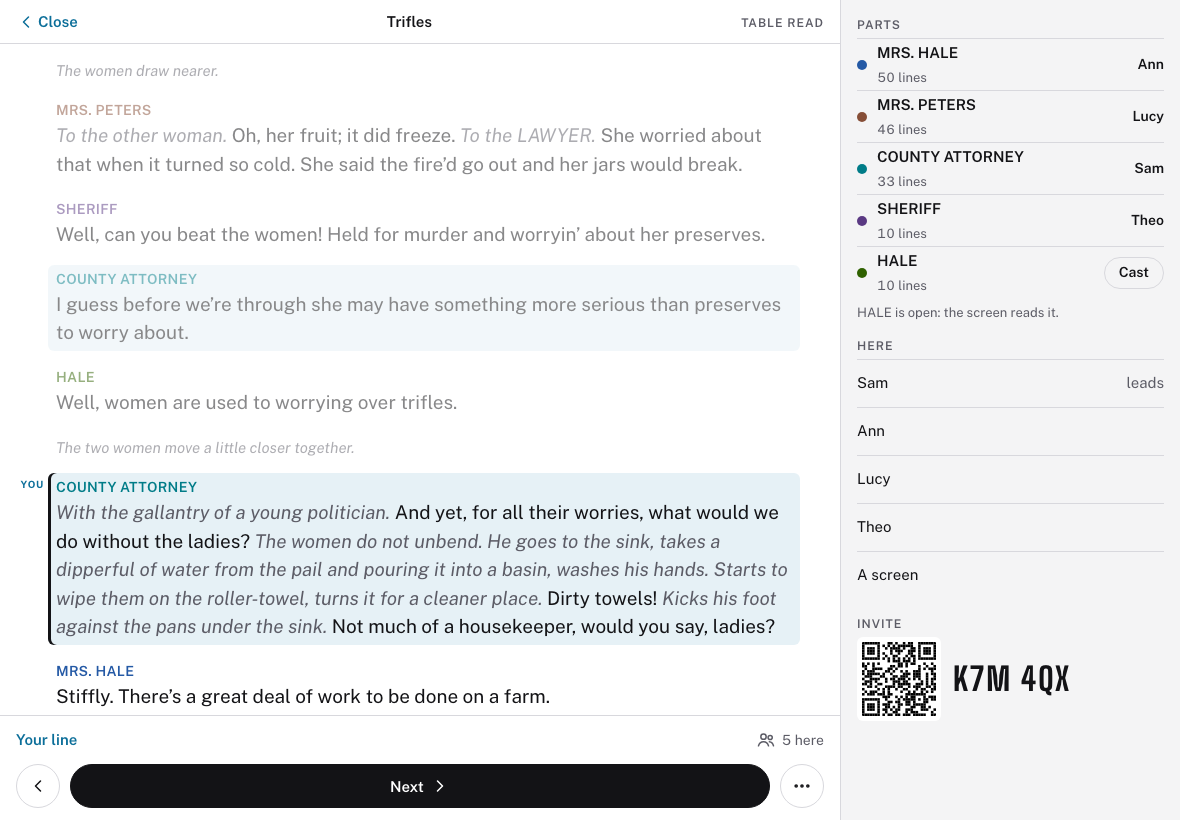 Close
Trifles
TABLE READ
The women draw nearer.
MRS. PETERS
To the other woman. Oh, her fruit; it did freeze. To the LAWYER. She worried about
that when it turned so cold. She said the fire’d go out and her jars would break.
SHERIFF
Well, can you beat the women! Held for murder and worryin’ about her preserves.
COUNTY ATTORNEY
I guess before we’re through she may have something more serious than preserves
to worry about.
HALE
Well, women are used to worrying over trifles.
The two women move a little closer together.
YOU
COUNTY ATTORNEY
With the gallantry of a young politician. And yet, for all their worries, what would we
do without the ladies? The women do not unbend. He goes to the sink, takes a
dipperful of water from the pail and pouring it into a basin, washes his hands. Starts to
wipe them on the roller-towel, turns it for a cleaner place. Dirty towels! Kicks his foot
against the pans under the sink. Not much of a housekeeper, would you say, ladies?
MRS. HALE
Stiffly. There’s a great deal of work to be done on a farm.
Your line
5 here
Next
PARTS
MRS. HALE
50 lines
Ann
MRS. PETERS
46 lines
Lucy
COUNTY ATTORNEY
33 lines
Sam
SHERIFF
10 lines
Theo
HALE
10 lines
Cast
HALE is open: the screen reads it.
HERE
Sam
leads
Ann
Lucy
Theo
A screen
INVITE
K7M 4QX